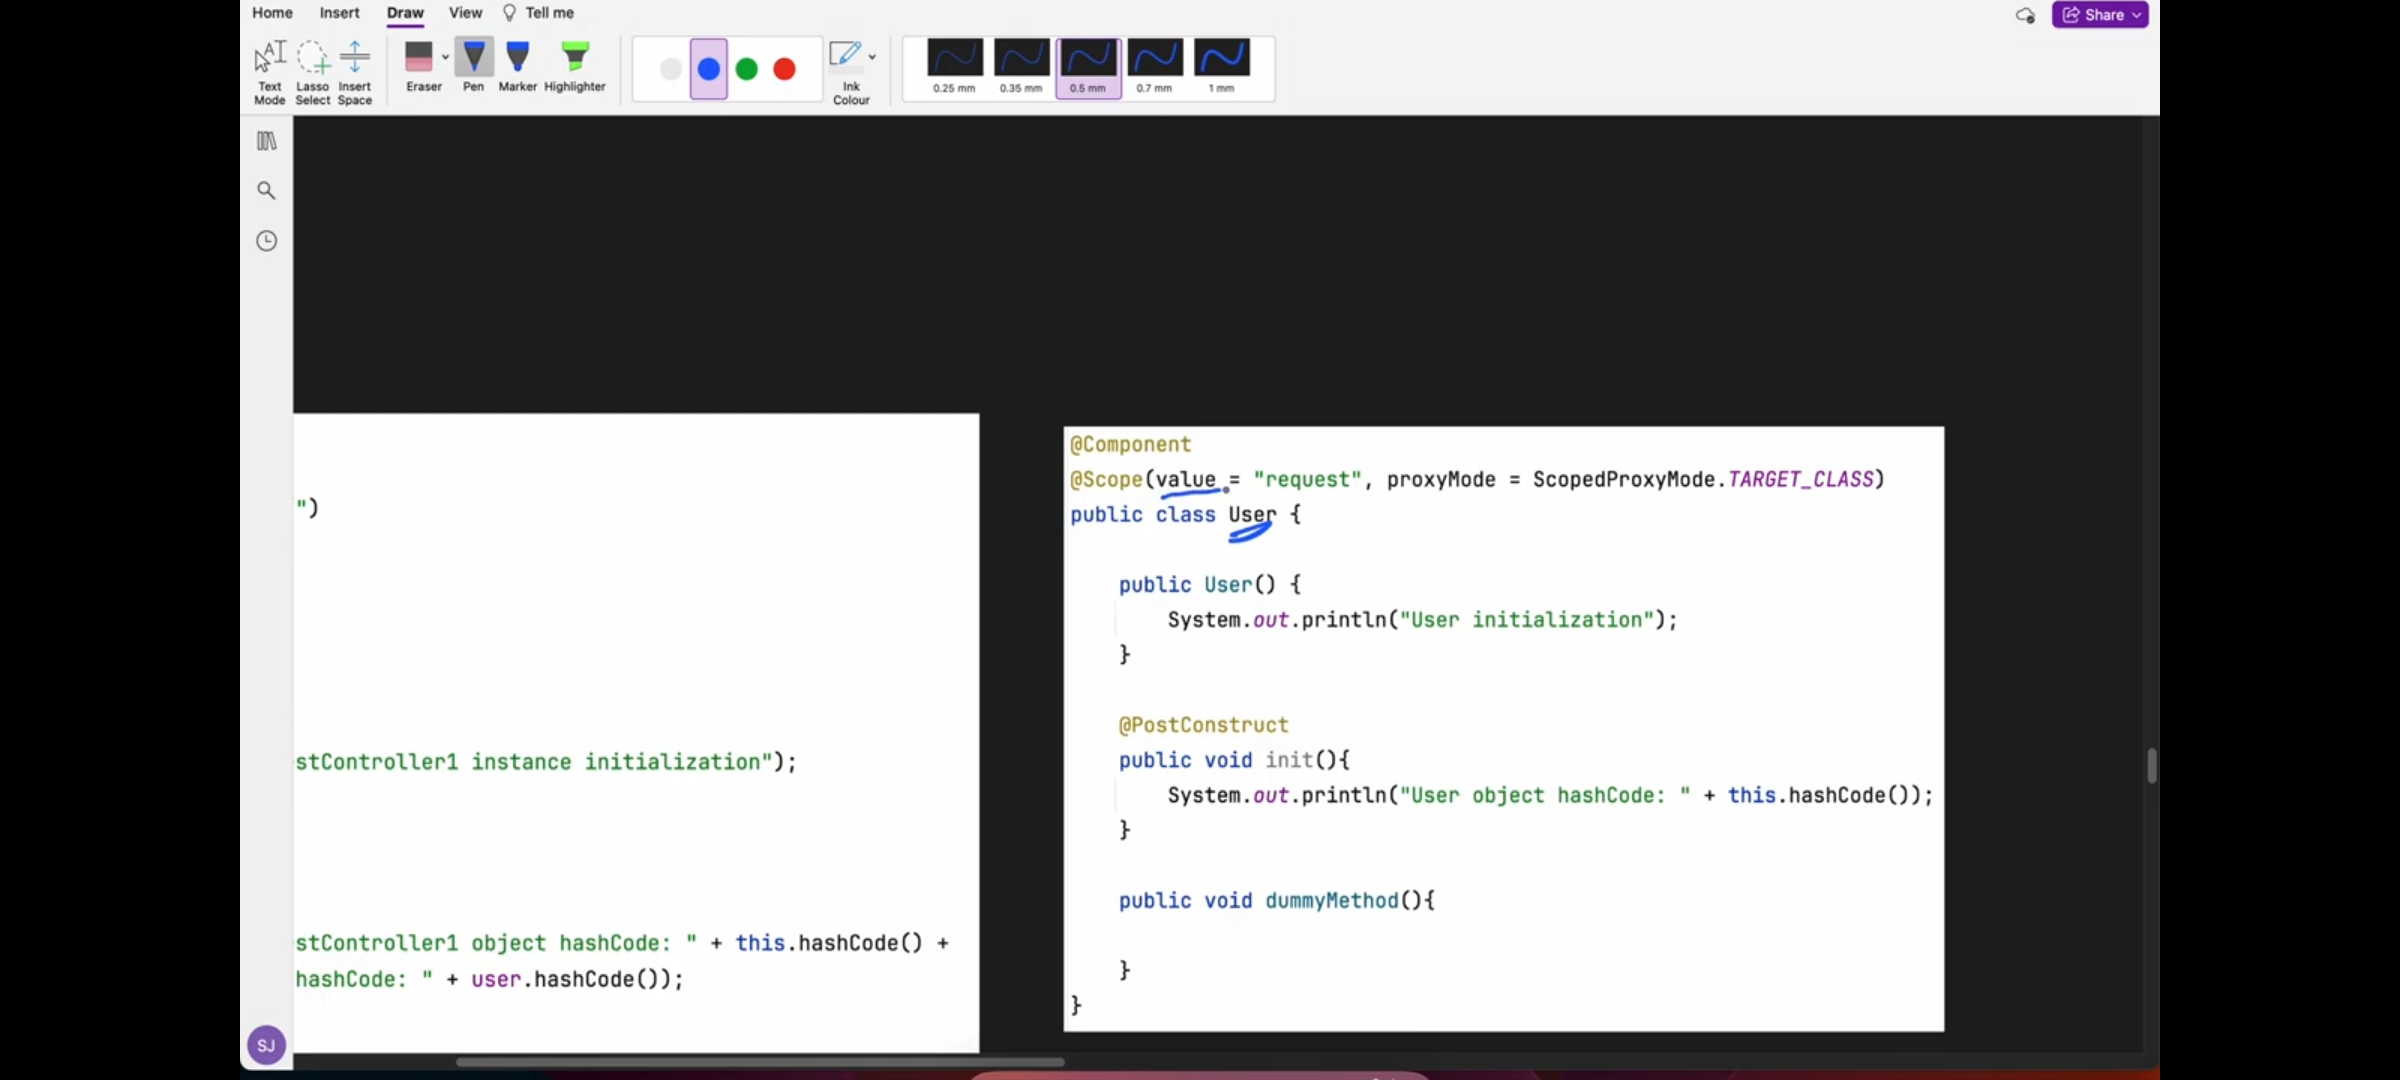 Home Insert Draw View Tell me
Share
Text Mode
Lasso Select
Insert Space
Eraser
Pen
Marker
Highlighter
Ink Colour
0.25 mm
0.35 mm
0.5 mm
0.7 mm
1 mm
")
stController1 instance initialization");
stController1 object hashCode: " + this.hashCode() +
hashCode: " + user.hashCode());
@Component
@Scope(value = "request", proxyMode = ScopedProxyMode.TARGET_CLASS)
public class User {
public User() {
System.out.println("User initialization");
}
@PostConstruct
public void init(){
System.out.println("User object hashCode: " + this.hashCode());
}
public void dummyMethod(){
}
}
SJ